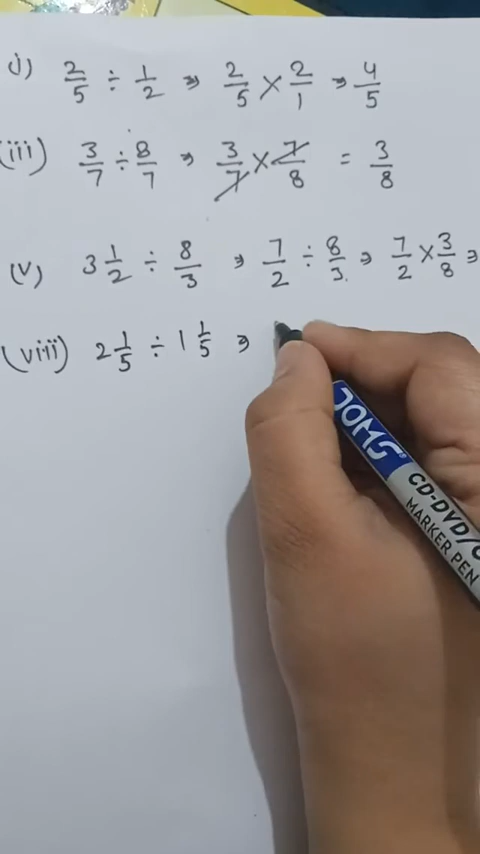 i) 2/5 ÷ 1/2 ⇒ 2/5 × 2/1 ⇒ 4/5
(iii) 3/7 ÷ 8/7 ⇒ 3/7 × 7/8 = 3/8
(v) 3 1/2 ÷ 8/3 ⇒ 7/2 ÷ 8/3 ⇒ 7/2 × 3/8 ⇒
(viii) 2 1/5 ÷ 1 1/5 ⇒
DOMS
CD-DVD/
MARKER PEN